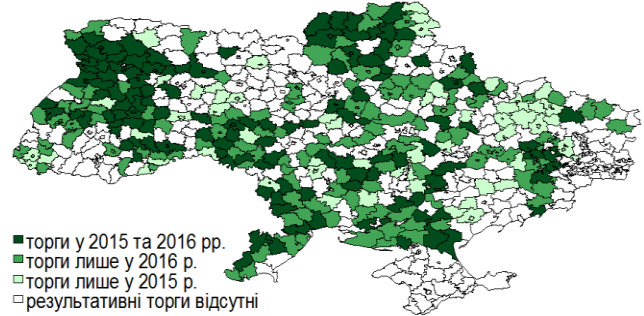 торги у 2015 та 2016 рр.
торги лише у 2016 р.
торги лише у 2015 р.
результативні торги відсутні